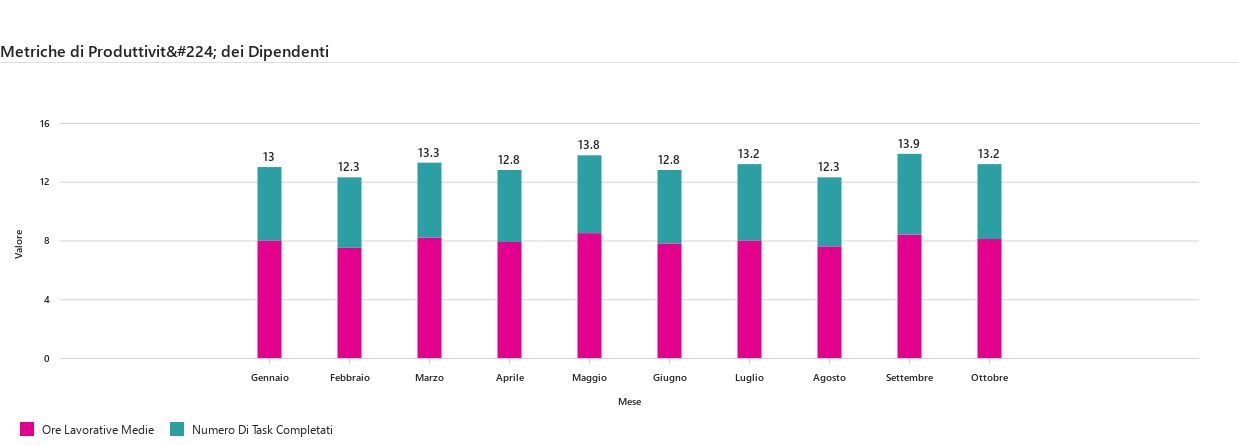 Metriche di Produttivit&#224; dei Dipendenti
16
12
8
4
0
Valore
13
12.3
13.3
12.8
13.8
12.8
13.2
12.3
13.9
13.2
Gennaio
Febbraio
Marzo
Aprile
Maggio
Giugno
Luglio
Agosto
Settembre
Ottobre
Mese
Ore Lavorative Medie
Numero Di Task Completati